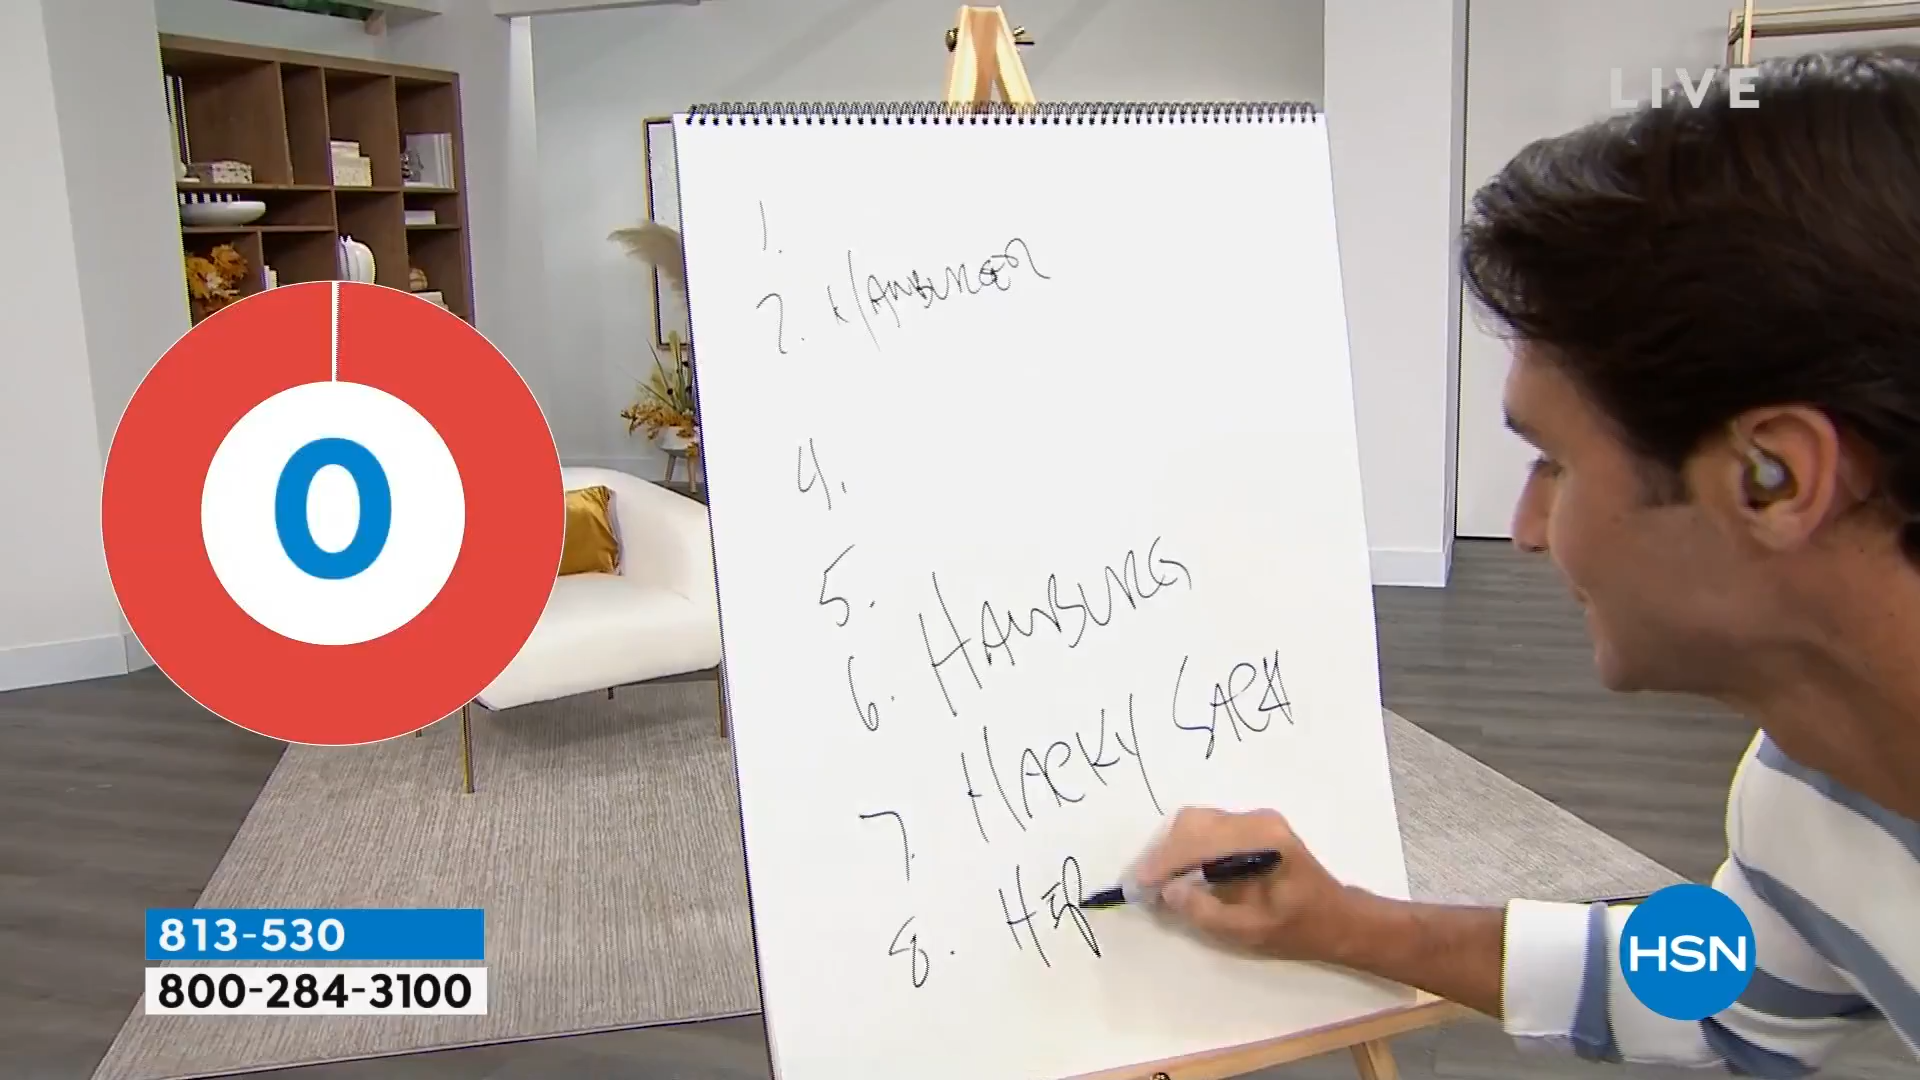 LIVE
1.
2. HAMBURGER
4.
5.
6. HAMBURG
7. HACKY SACK
8. HIP
0
813-530
800-284-3100
HSN